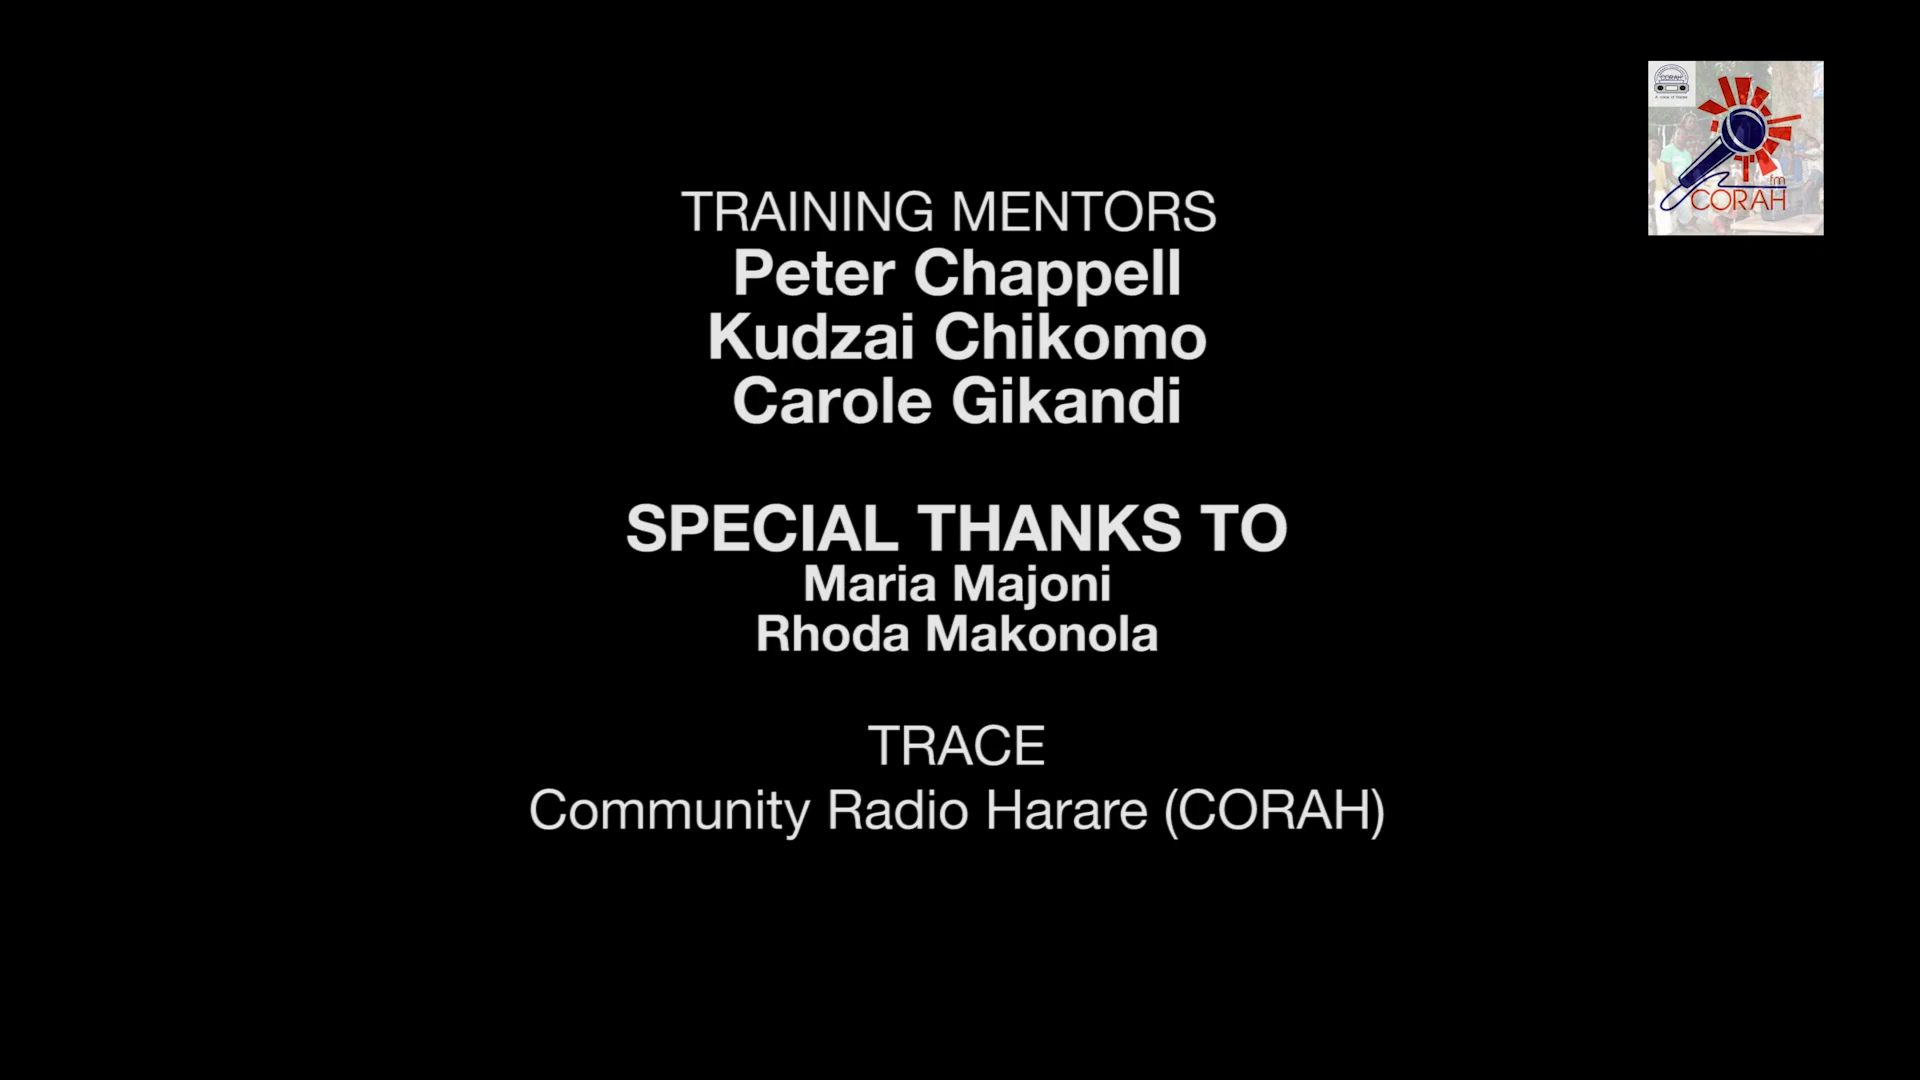 TRAINING MENTORS
Peter Chappell
Kudzai Chikomo
Carole Gikandi
SPECIAL THANKS TO
Maria Majoni
Rhoda Makonola
TRACE
Community Radio Harare (CORAH)
CORAH
fm
CORAH